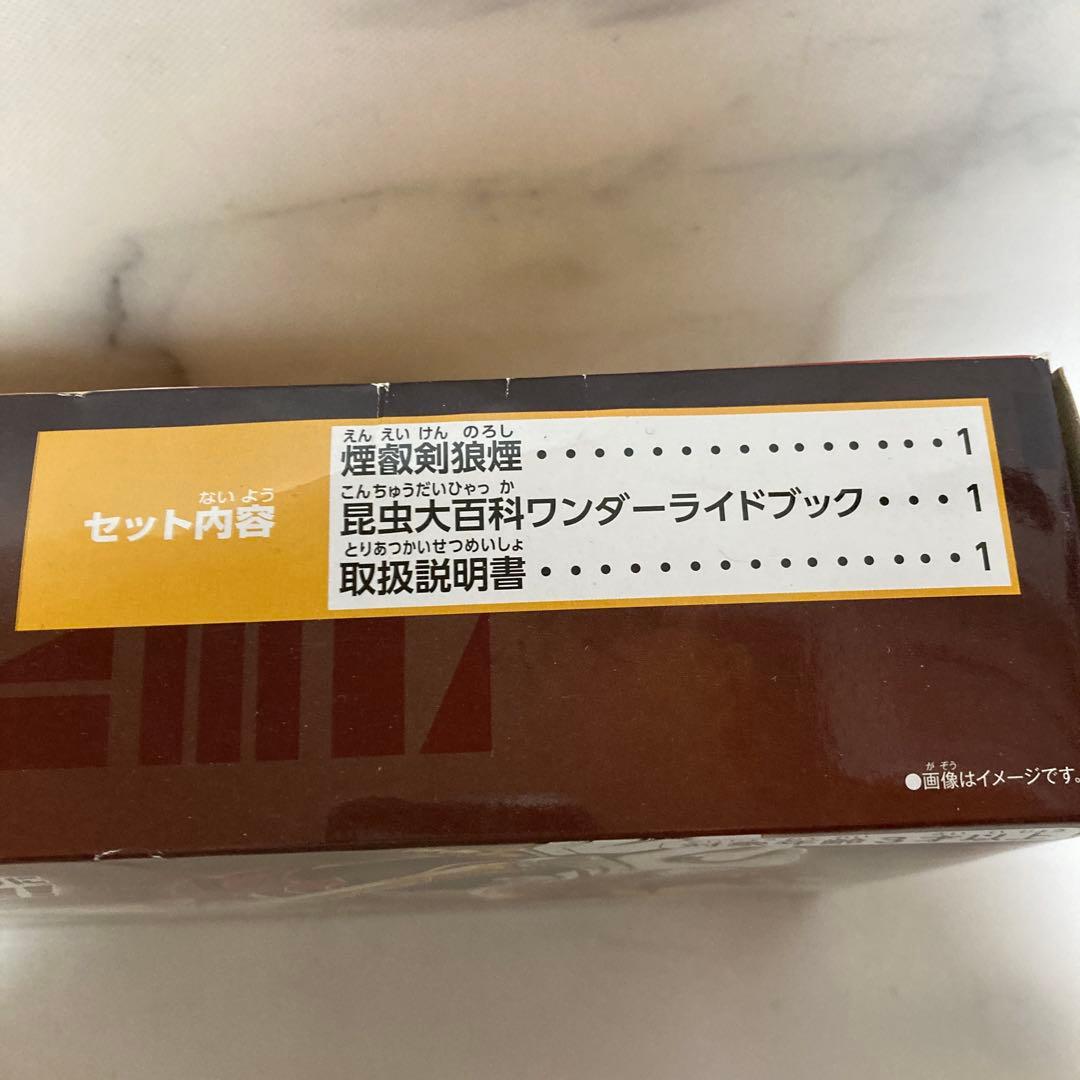 セット内容
ない よう
えん えい けん のろし
煙叡剣狼煙・・・・・・・・・・・・・・・1
こんちゅうだいひゃっ か
昆虫大百科ワンダーライドブック・・・1
とりあつかいせつめいしょ
取扱説明書・・・・・・・・・・・・・・・1
が ぞう
●画像はイメージです。